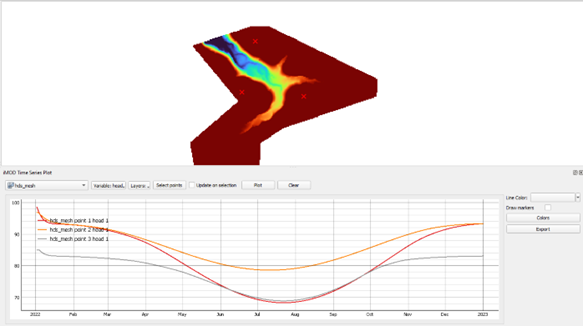 iMOD Time Series Plot
hds_mesh Variable: head... Layers: ... Select points Update on selection Plot Clear
Line Color:
Draw markers
Colors
Export
100
90
80
70
hds_mesh point 1 head 1
hds_mesh point 2 head 1
hds_mesh point 3 head 1
2022 Feb Mar Apr May Jun Jul Aug Sep Oct Nov Dec 2023